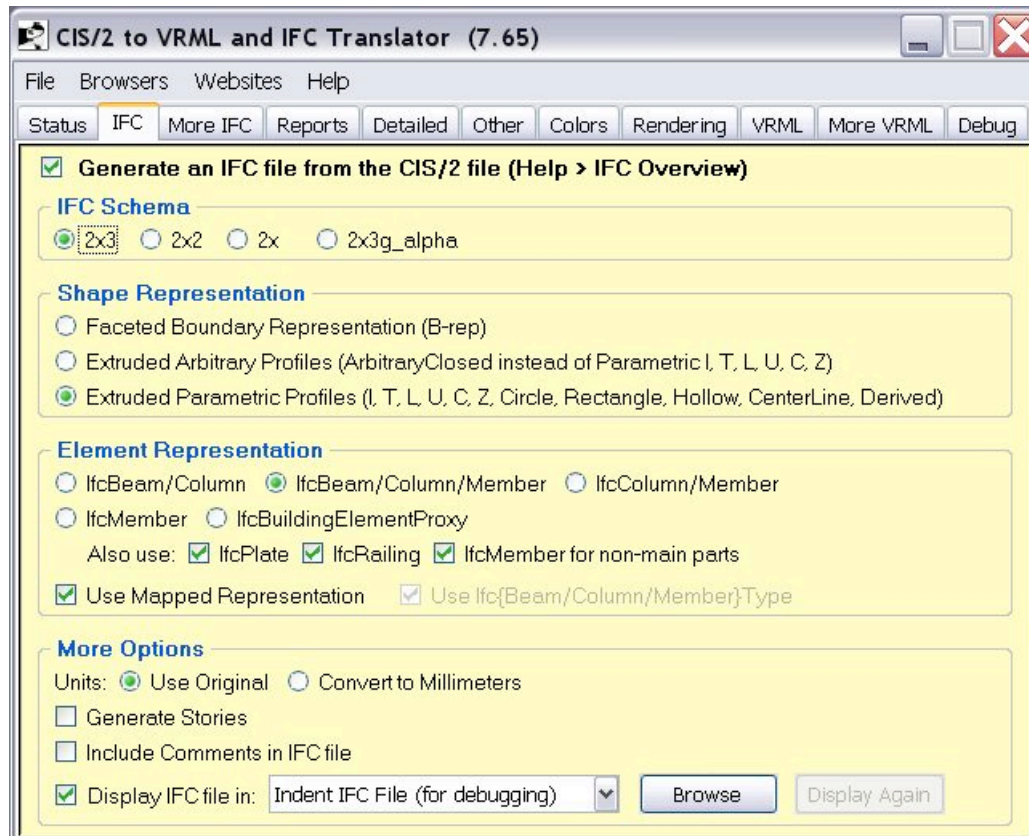 CIS/2 to VRML and IFC Translator (7.65)
File Browsers Websites Help
Status IFC More IFC Reports Detailed Other Colors Rendering VRML More VRML Debug
Generate an IFC file from the CIS/2 file (Help > IFC Overview)
IFC Schema
2x3 2x2 2x 2x3g_alpha
Shape Representation
Faceted Boundary Representation (B-rep)
Extruded Arbitrary Profiles (ArbitraryClosed instead of Parametric I, T, L, U, C, Z)
Extruded Parametric Profiles (I, T, L, U, C, Z, Circle, Rectangle, Hollow, CenterLine, Derived)
Element Representation
IfcBeam/Column IfcBeam/Column/Member IfcColumn/Member
IfcMember IfcBuildingElementProxy
Also use: IfcPlate IfcRailing IfcMember for non-main parts
Use Mapped Representation Use Ifc{Beam/Column/Member}Type
More Options
Units: Use Original Convert to Millimeters
Generate Stories
Include Comments in IFC file
Display IFC file in: Indent IFC File (for debugging) Browse Display Again